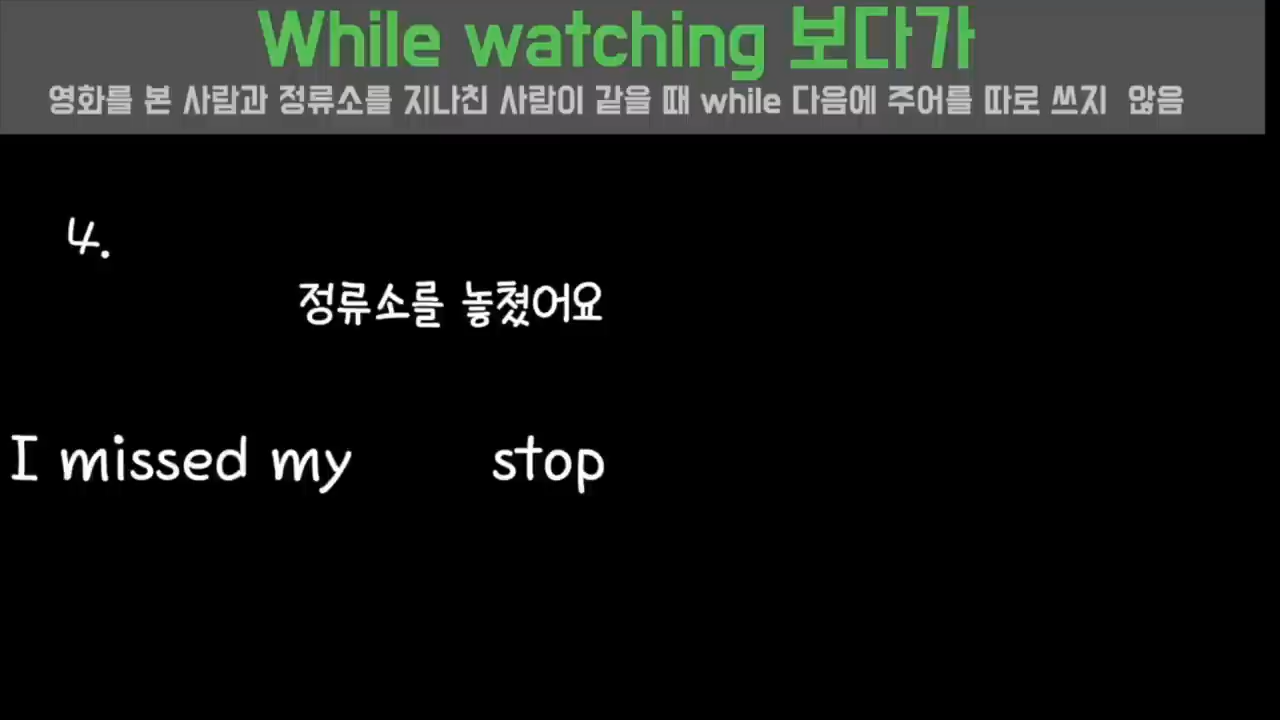 While watching 보다가
영화를 본 사람과 정류소를 지나친 사람이 같을 때 while 다음에 주어를 따로 쓰지 않음
4.
정류소를 놓쳤어요
I missed my stop